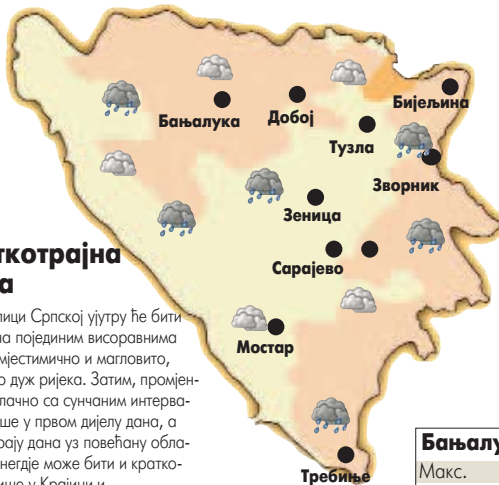 Бањалука
Добој
Бијељина
Тузла
Зворник
Зеница
Сарајево
Мостар
Требиње
ткотрајна
а
лици Српској ујутру ће бити
на појединим висоравнима
мјестимично и магловито,
о дуж ријека. Затим, промјен-
лачно са сунчаним интерва-
ше у првом дијелу дана, а
рају дана уз повећану обла-
негдје може бити и кратко-
Бањалу
Макс.